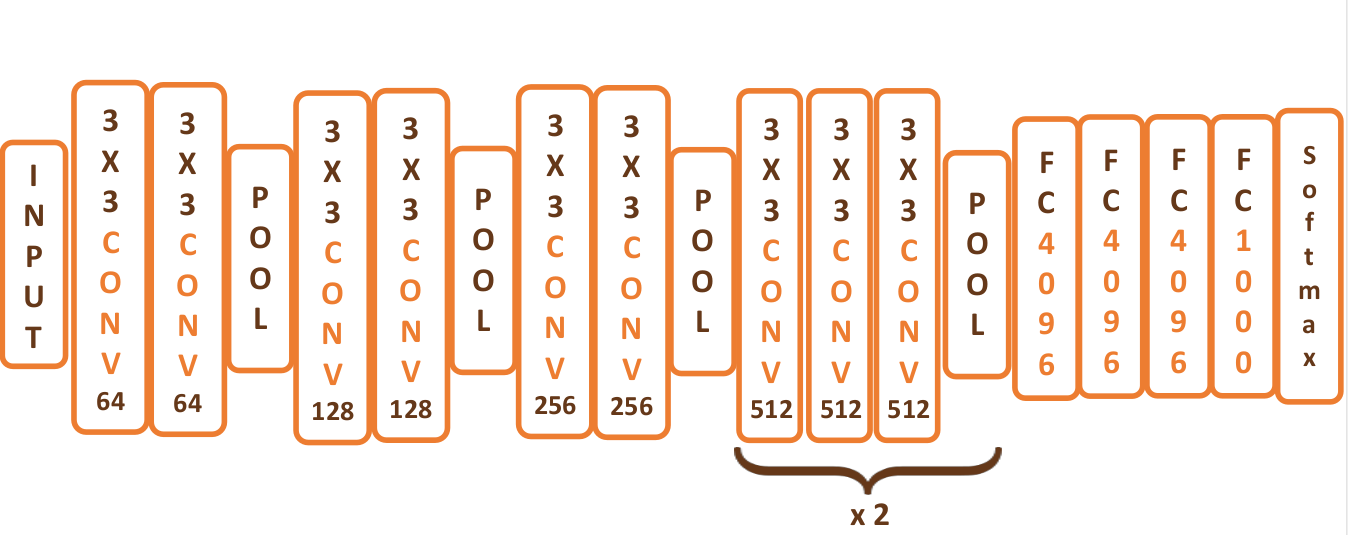 INPUT
3X3CONV
64
3X3CONV
64
POOL
3X3CONV
128
3X3CONV
128
POOL
3X3CONV
256
3X3CONV
256
POOL
3X3CONV
512
3X3CONV
512
3X3CONV
512
POOL
FC4096
FC4096
FC4096
FC1000
Softmax
x 2